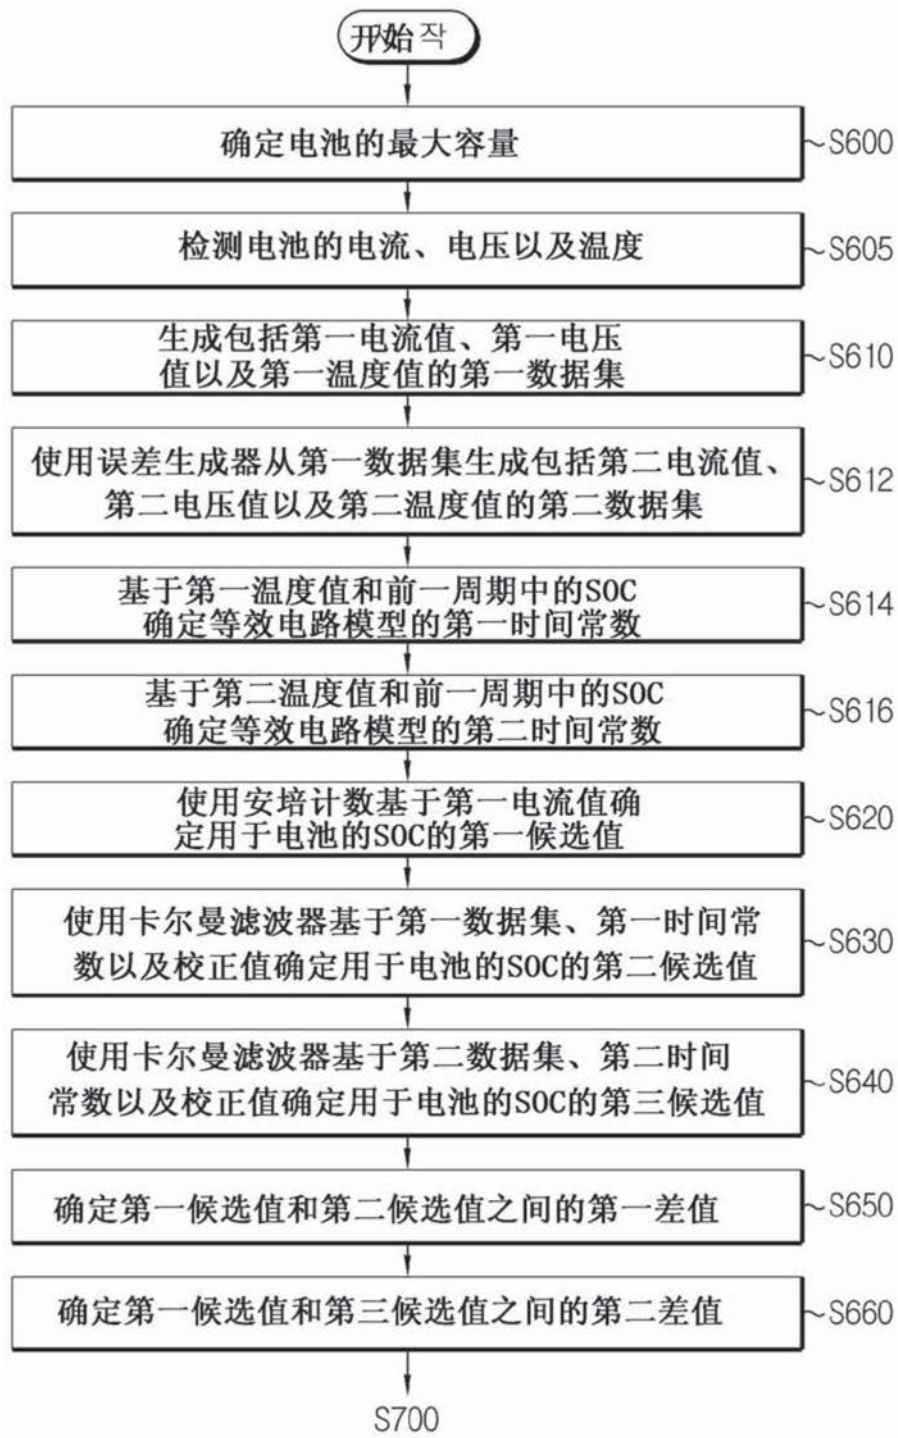 开始작
确定电池的最大容量
S600
检测电池的电流、电压以及温度
S605
生成包括第一电流值、第一电压
值以及第一温度值的第一数据集
S610
使用误差生成器从第一数据集生成包括第二电流值、
第二电压值以及第二温度值的第二数据集
S612
基于第一温度值和前一周期中的SOC
确定等效电路模型的第一时间常数
S614
基于第二温度值和前一周期中的SOC
确定等效电路模型的第二时间常数
S616
使用安培计数基于第一电流值确
定用于电池的SOC的第一候选值
S620
使用卡尔曼滤波器基于第一数据集、第一时间常
数以及校正值确定用于电池的SOC的第二候选值
S630
使用卡尔曼滤波器基于第二数据集、第二时间
常数以及校正值确定用于电池的SOC的第三候选值
S640
确定第一候选值和第二候选值之间的第一差值
S650
确定第一候选值和第三候选值之间的第二差值
S660
S700